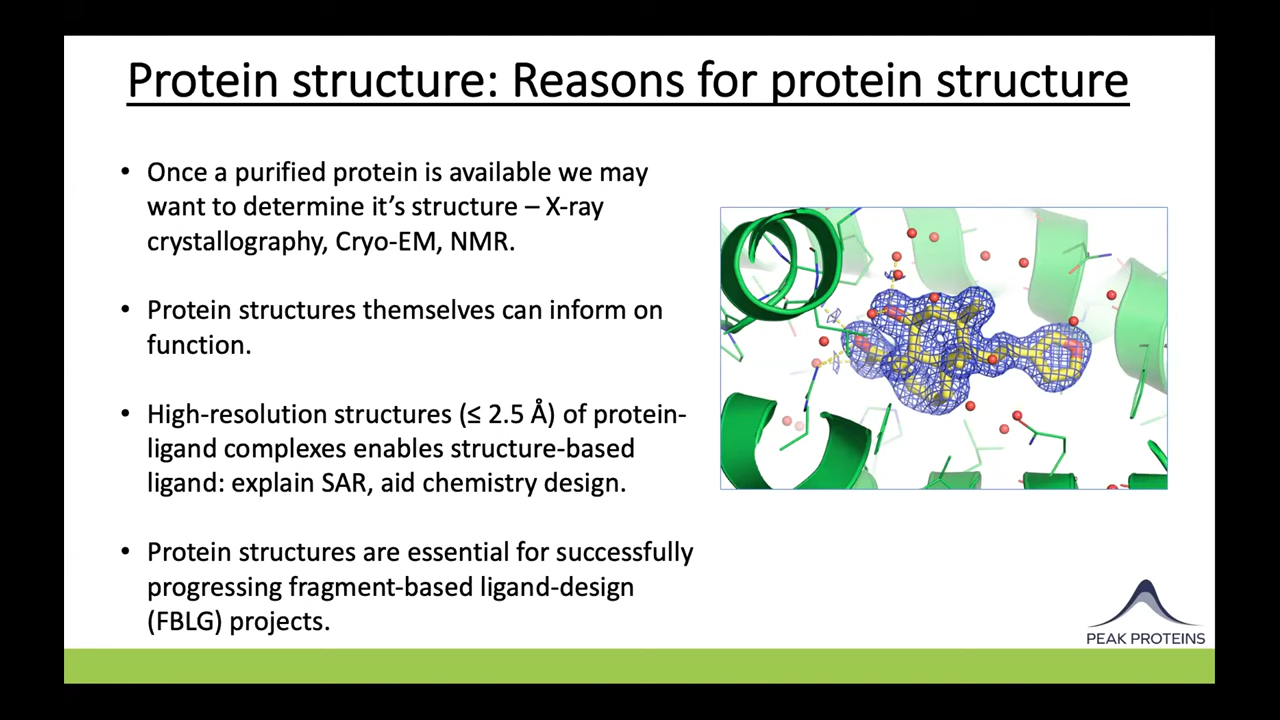 Protein structure: Reasons for protein structure
• Once a purified protein is available we may
want to determine it’s structure – X-ray
crystallography, Cryo-EM, NMR.
• Protein structures themselves can inform on
function.
• High-resolution structures (≤ 2.5 Å) of protein-
ligand complexes enables structure-based
ligand: explain SAR, aid chemistry design.
• Protein structures are essential for successfully
progressing fragment-based ligand-design
(FBLG) projects.
PEAK PROTEINS